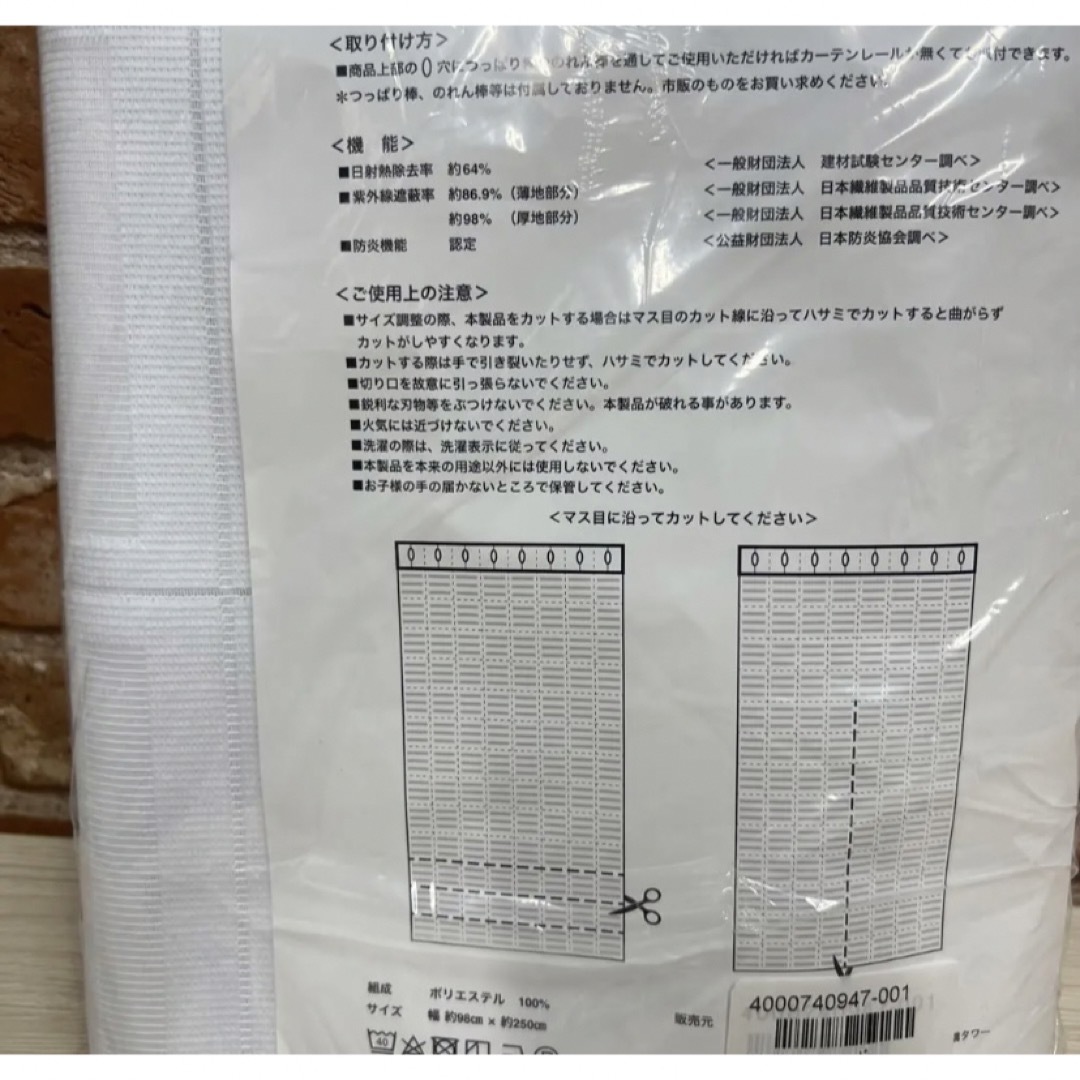 <取り付け方>
■商品上部の()穴につっぱり棒やのれん棒を通してご使用いただければカーテンレールが無くても取付できます。
＊つっぱり棒、のれん棒等は付属しておりません。市販のものをお買い求めください。
<機　能>
■日射熱除去率　約64%　<一般財団法人　建材試験センター調べ>
■紫外線遮蔽率　約86.9%（薄地部分）　<一般財団法人　日本繊維製品品質技術センター調べ>
約98%　（厚地部分）　<一般財団法人　日本繊維製品品質技術センター調べ>
■防炎機能　認定　<公益財団法人　日本防炎協会調べ>
<ご使用上の注意>
■サイズ調整の際、本製品をカットする場合はマス目のカット線に沿ってハサミでカットすると曲がらず
カットがしやすくなります。
■カットする際は手で引き裂いたりせず、ハサミでカットしてください。
■切り口を故意に引っ張らないでください。
■鋭利な刃物等をぶつけないでください。本製品が破れる事があります。
■火気には近づけないでください。
■洗濯の際は、洗濯表示に従ってください。
■本製品を本来の用途以外には使用しないでください。
■お子様の手の届かないところで保管してください。
<マス目に沿ってカットしてください>
組成　ポリエステル　100%
サイズ　幅 約98㎝ × 約250㎝
40
販売元
4000740947-001
タワー